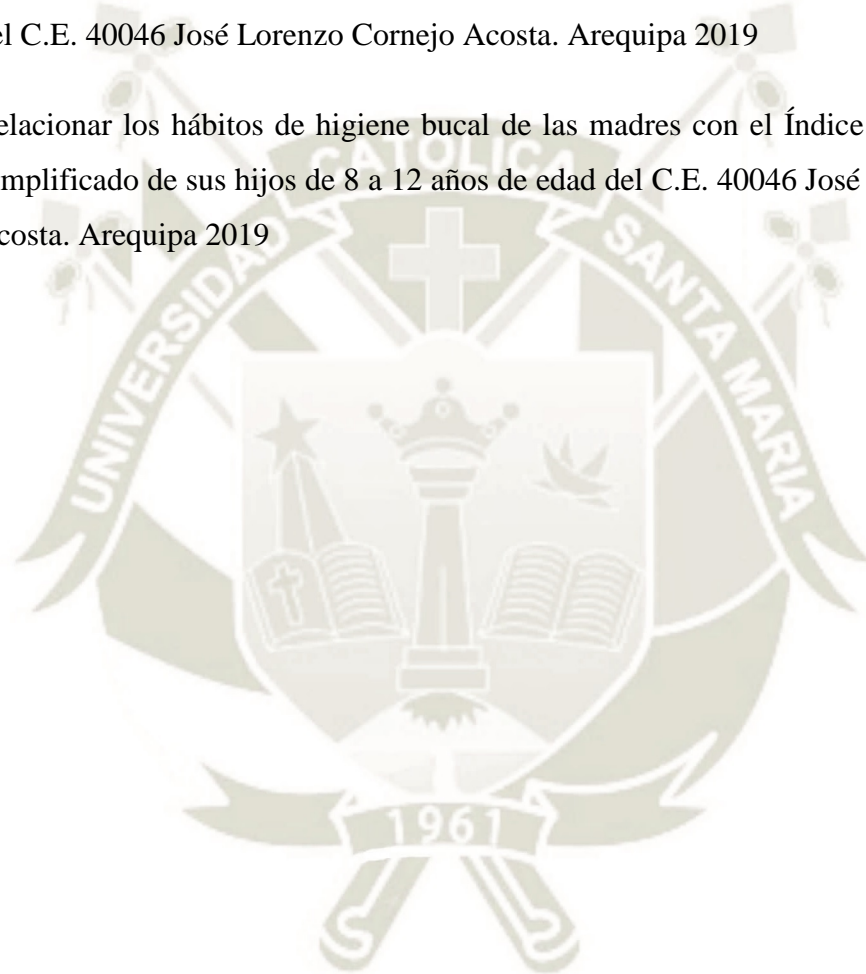 el C.E. 40046 José Lorenzo Cornejo Acosta. Arequipa 2019
elacionar los hábitos de higiene bucal de las madres con el Índice
mplificado de sus hijos de 8 a 12 años de edad del C.E. 40046 José
costa. Arequipa 2019
UNIVERSIDAD CATOLICA SANTA MARIA
1961